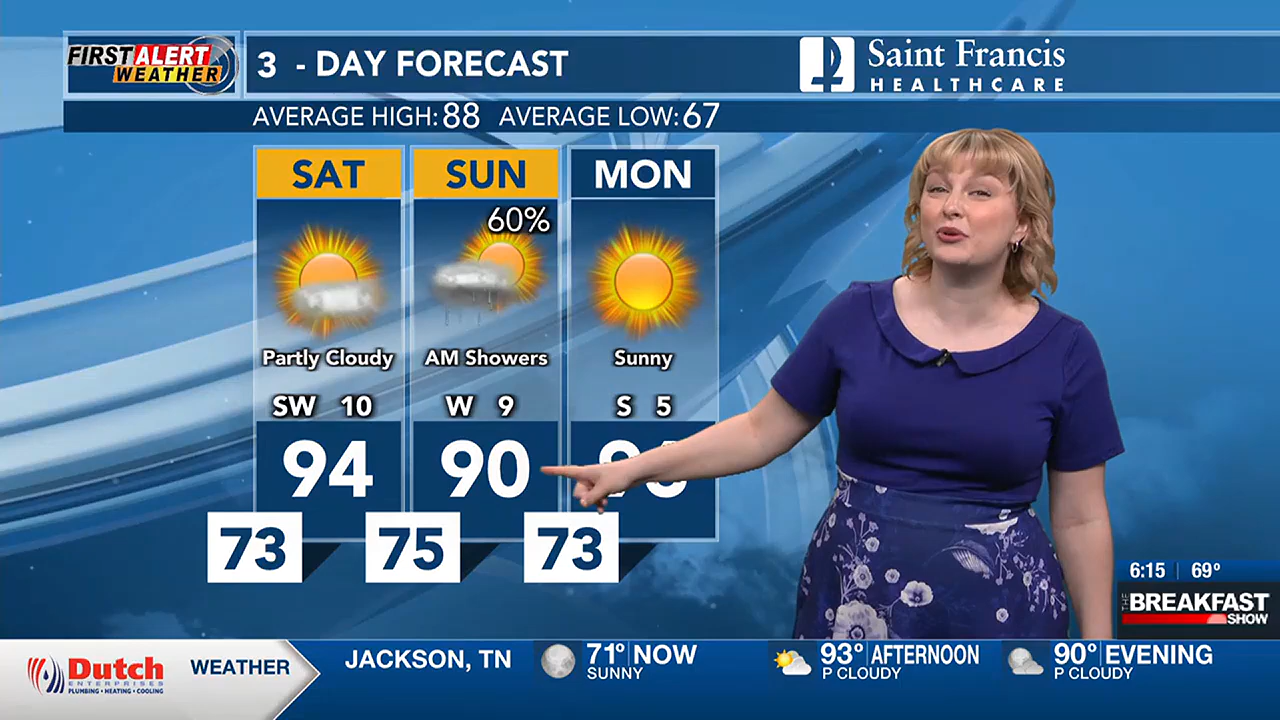 FIRST ALERT
WEATHER
3 - DAY FORECAST
Saint Francis
HEALTHCARE
AVERAGE HIGH: 88 AVERAGE LOW: 67
SAT SUN MON
60%
Partly Cloudy AM Showers Sunny
SW 10 W 9 S 5
94 90
73 75 73
6:15 69°
THE BREAKFAST
SHOW
Dutch
ENTERPRISES
PLUMBING • HEATING • COOLING
WEATHER
JACKSON, TN
71° NOW
SUNNY
93° AFTERNOON
P CLOUDY
90° EVENING
P CLOUDY